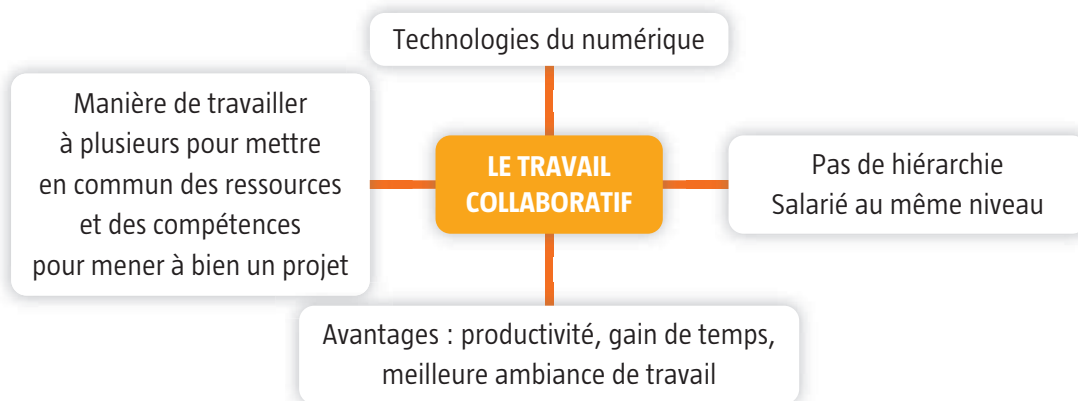 Technologies du numérique
Manière de travailler
à plusieurs pour mettre
en commun des ressources
et des compétences
pour mener à bien un projet
LE TRAVAIL
COLLABORATIF
Pas de hiérarchie
Salarié au même niveau
Avantages : productivité, gain de temps,
meilleure ambiance de travail